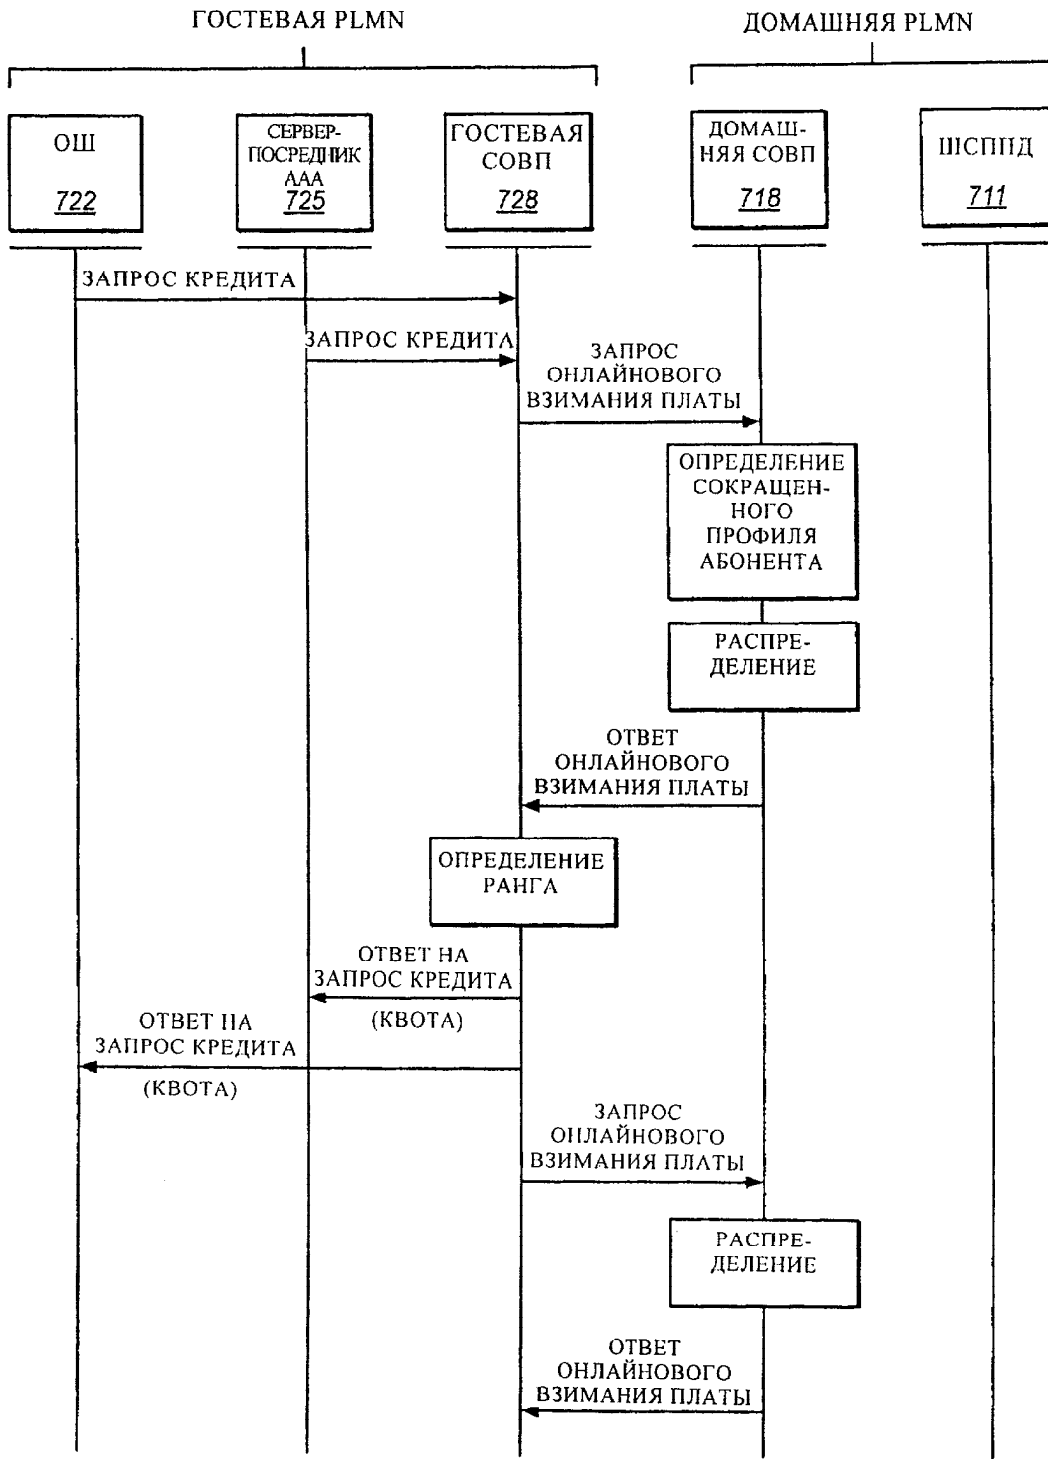 ГОСТЕВАЯ PLMN
ДОМАШНЯЯ PLMN
ОШ
722
СЕРВЕР-
ПОСРЕДНИК
ААА
725
ГОСТЕВАЯ
СОВП
728
ДОМАШ-
НЯЯ СОВП
718
ШСППД
711
ЗАПРОС КРЕДИТА
ЗАПРОС КРЕДИТА
ЗАПРОС
ОНЛАЙНОВОГО
ВЗИМАНИЯ ПЛАТЫ
ОПРЕДЕЛЕНИЕ
СОКРАЩЕН-
НОГО
ПРОФИЛЯ
АБОНЕНТА
РАСПРЕ-
ДЕЛЕНИЕ
ОТВЕТ
ОНЛАЙНОВОГО
ВЗИМАНИЯ ПЛАТЫ
ОПРЕДЕЛЕНИЕ
РАНГА
ОТВЕТ НА
ЗАПРОС КРЕДИТА
(КВОТА)
ОТВЕТ НА
ЗАПРОС КРЕДИТА
(КВОТА)
ЗАПРОС
ОНЛАЙНОВОГО
ВЗИМАНИЯ ПЛАТЫ
РАСПРЕ-
ДЕЛЕНИЕ
ОТВЕТ
ОНЛАЙНОВОГО
ВЗИМАНИЯ ПЛАТЫ